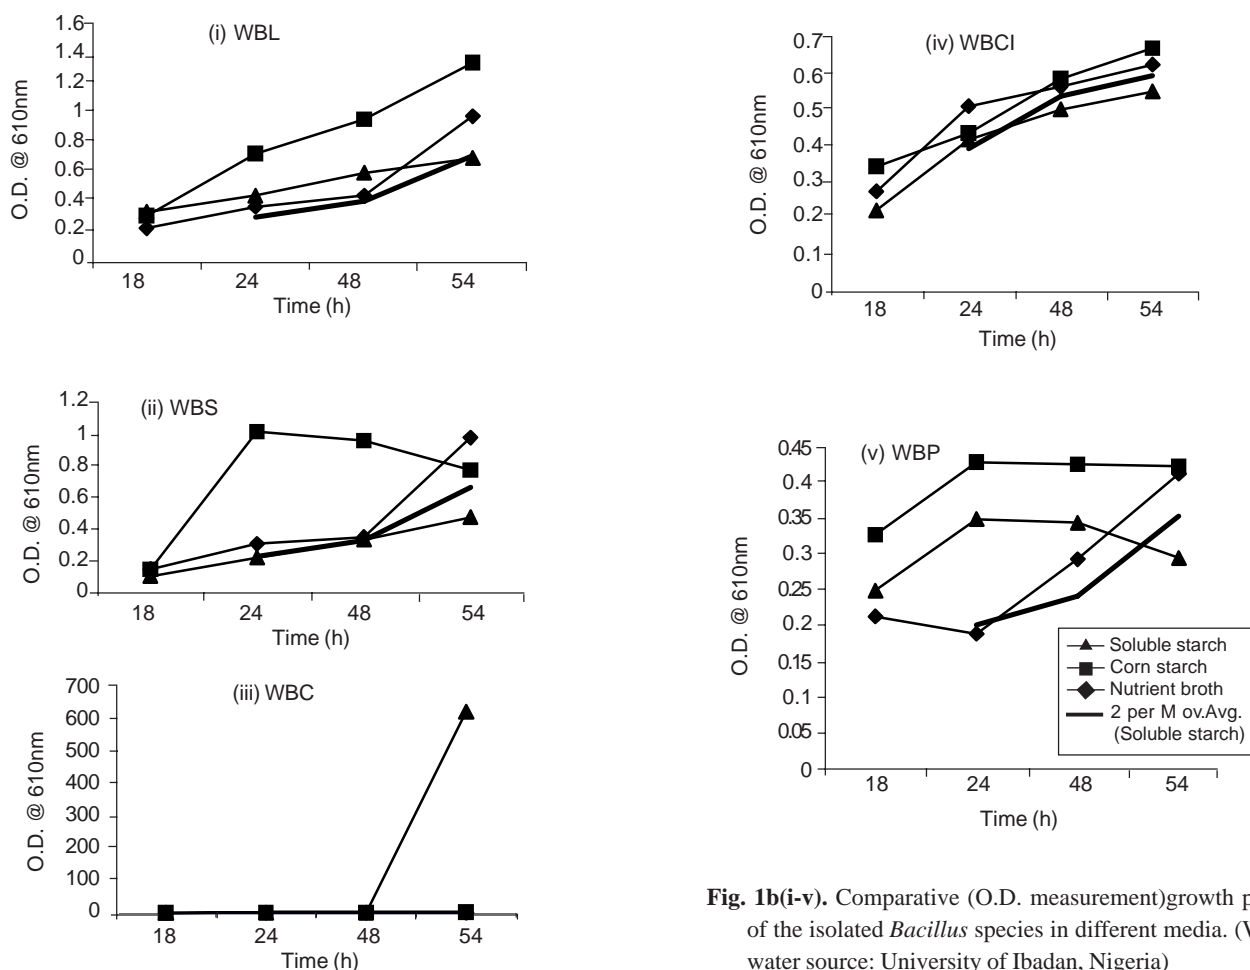 (i) WBL
O.D. @ 610nm
1.6
1.4
1.2
1
0.8
0.6
0.4
0.2
0
18 24 48 54
Time (h)
(ii) WBS
O.D. @ 610nm
1.2
1
0.8
0.6
0.4
0.2
0
18 24 48 54
Time (h)
(iii) WBC
O.D. @ 610nm
700
600
500
400
300
200
100
0
18 24 48 54
Time (h)
(iv) WBCI
O.D. @ 610nm
0.7
0.6
0.5
0.4
0.3
0.2
0.1
0
18 24 48 54
Time (h)
(v) WBP
O.D. @ 610nm
0.45
0.4
0.35
0.3
0.25
0.2
0.15
0.1
0.05
0
18 24 48 54
Time (h)
Soluble starch
Corn starch
Nutrient broth
2 per M ov.Avg.
(Soluble starch)
Fig. 1b(i-v). Comparative (O.D. measurement)growth p
of the isolated Bacillus species in different media. (W
water source: University of Ibadan, Nigeria)